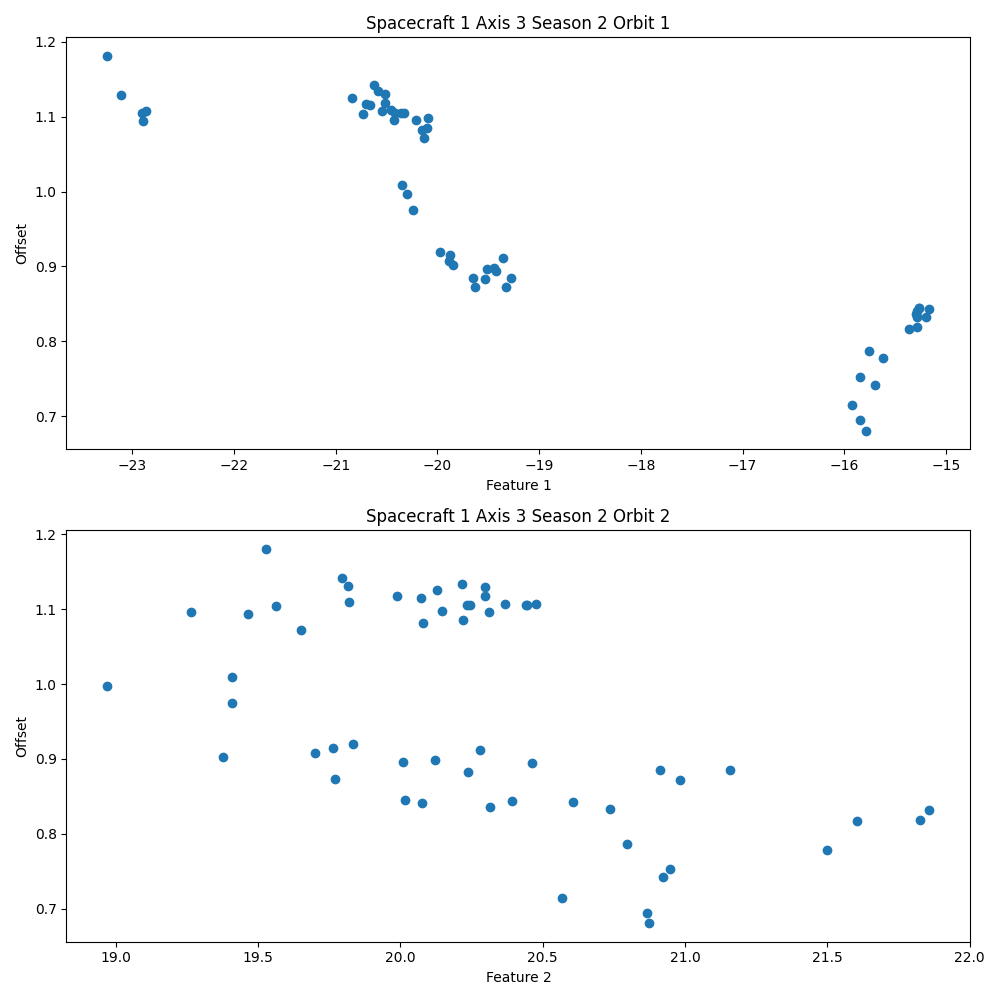 Spacecraft 1 Axis 3 Season 2 Orbit 1
1.2
1.1
1.0
0.9
0.8
0.7
Offset
−23 −22 −21 −20 −19 −18 −17 −16 −15
Feature 1
Spacecraft 1 Axis 3 Season 2 Orbit 2
1.2
1.1
1.0
0.9
0.8
0.7
Offset
19.0 19.5 20.0 20.5 21.0 21.5 22.0
Feature 2